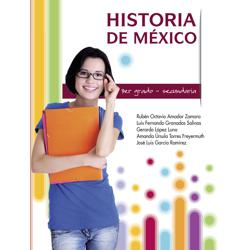 HISTORIA
DE MÉXICO
3er grado - secundaria
Rubén Octavio Amador Zamora
Luis Fernando Granados Salinas
Gerardo López Luna
Amanda Úrsula Torres Freyermuth
José Luis García Ramírez